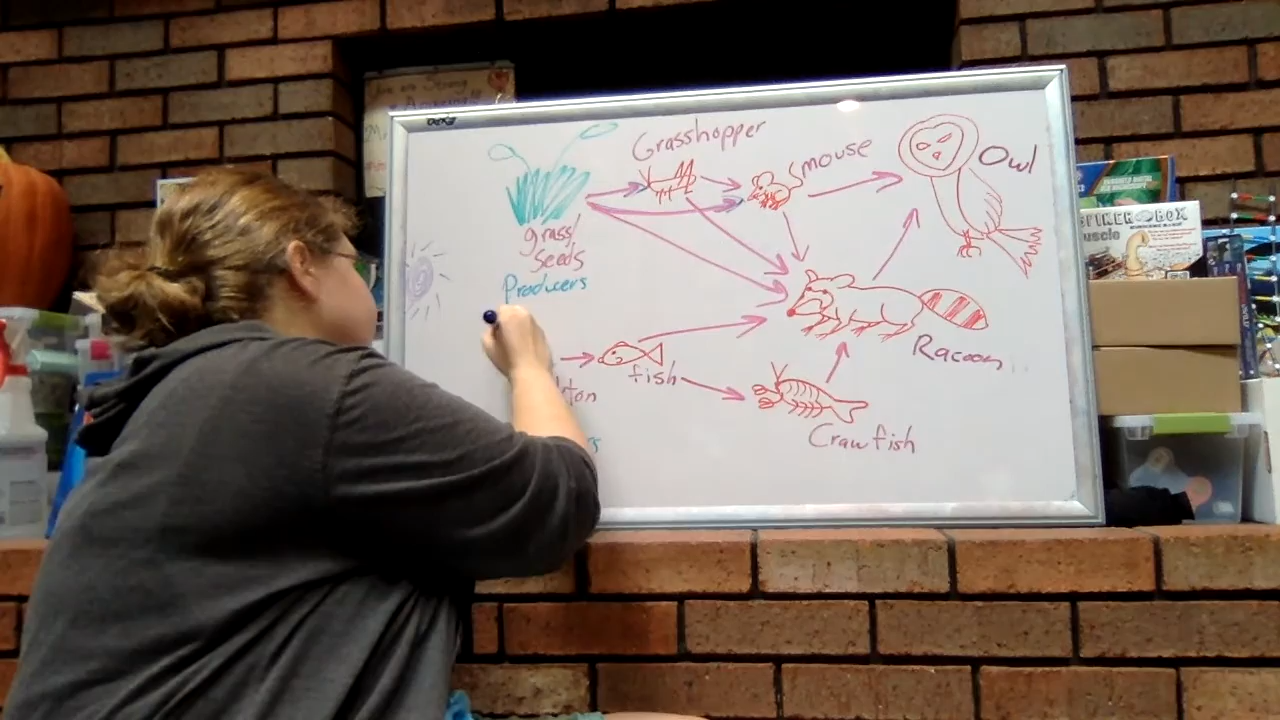 Grasshopper
mouse
Owl
grass/
Seeds
Producers
fish
Racoon
Crawfish